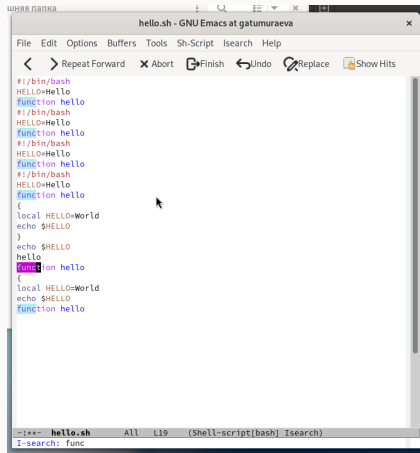 шняя папка
hello.sh - GNU Emacs at gatumuraeva
File Edit Options Buffers Tools Sh-Script Isearch Help
Repeat Forward Abort Finish Undo Replace Show Hits
#!/bin/bash
HELLO=Hello
function hello
#!/bin/bash
HELLO=Hello
function hello
#!/bin/bash
HELLO=Hello
function hello
#!/bin/bash
HELLO=Hello
function hello
{
local HELLO=World
echo $HELLO
}
echo $HELLO
hello
function hello
{
local HELLO=World
echo $HELLO
function hello
-:**- hello.sh All L19 (Shell-script[bash] Isearch)
I-search: func